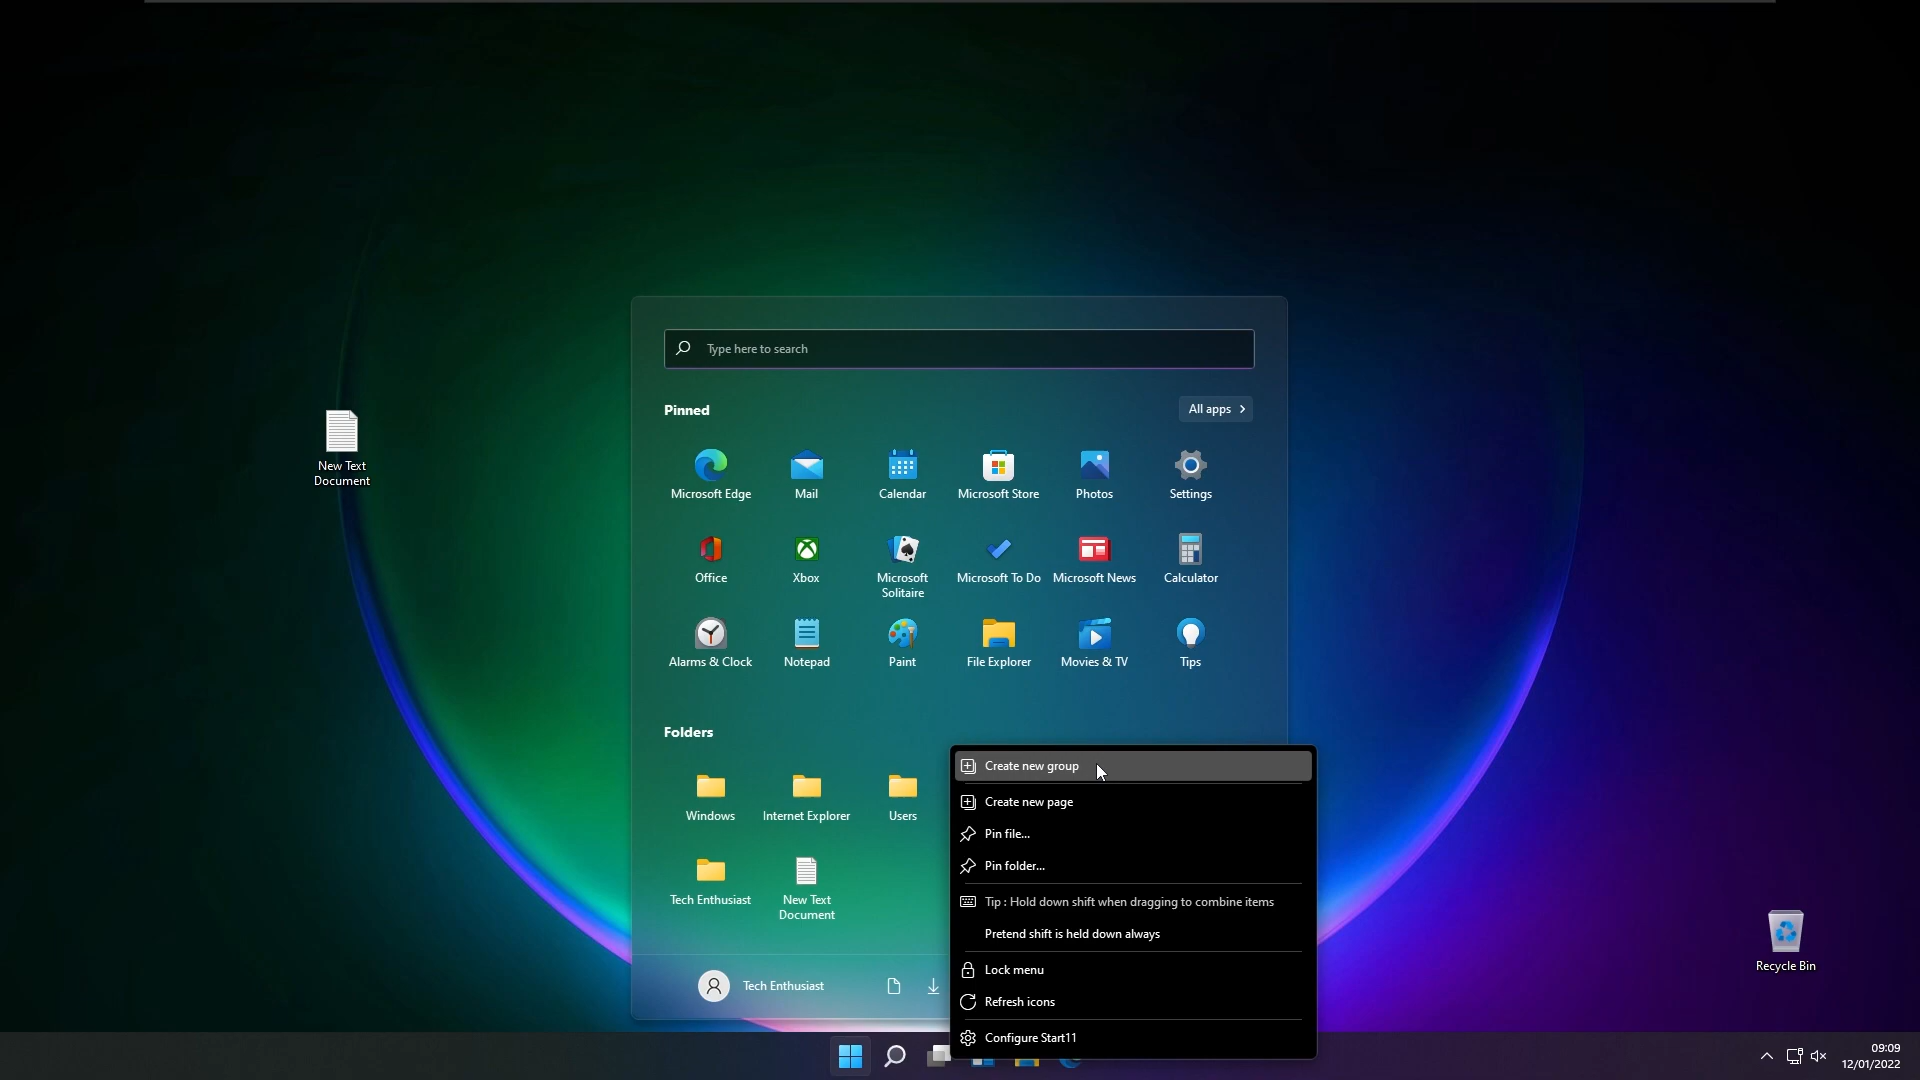 Type here to search
Pinned
All apps
Microsoft Edge
Mail
Calendar
Microsoft Store
Photos
Settings
Office
Xbox
Microsoft
Solitaire
Microsoft To Do
Microsoft News
Calculator
Alarms & Clock
Notepad
Paint
File Explorer
Movies & TV
Tips
Folders
Windows
Internet Explorer
Users
Tech Enthusiast
New Text
Document
Tech Enthusiast
Create new group
Create new page
Pin file...
Pin folder...
Tip : Hold down shift when dragging to combine items
Pretend shift is held down always
Lock menu
Refresh icons
Configure Start11
New Text
Document
Recycle Bin
09:09
12/01/2022